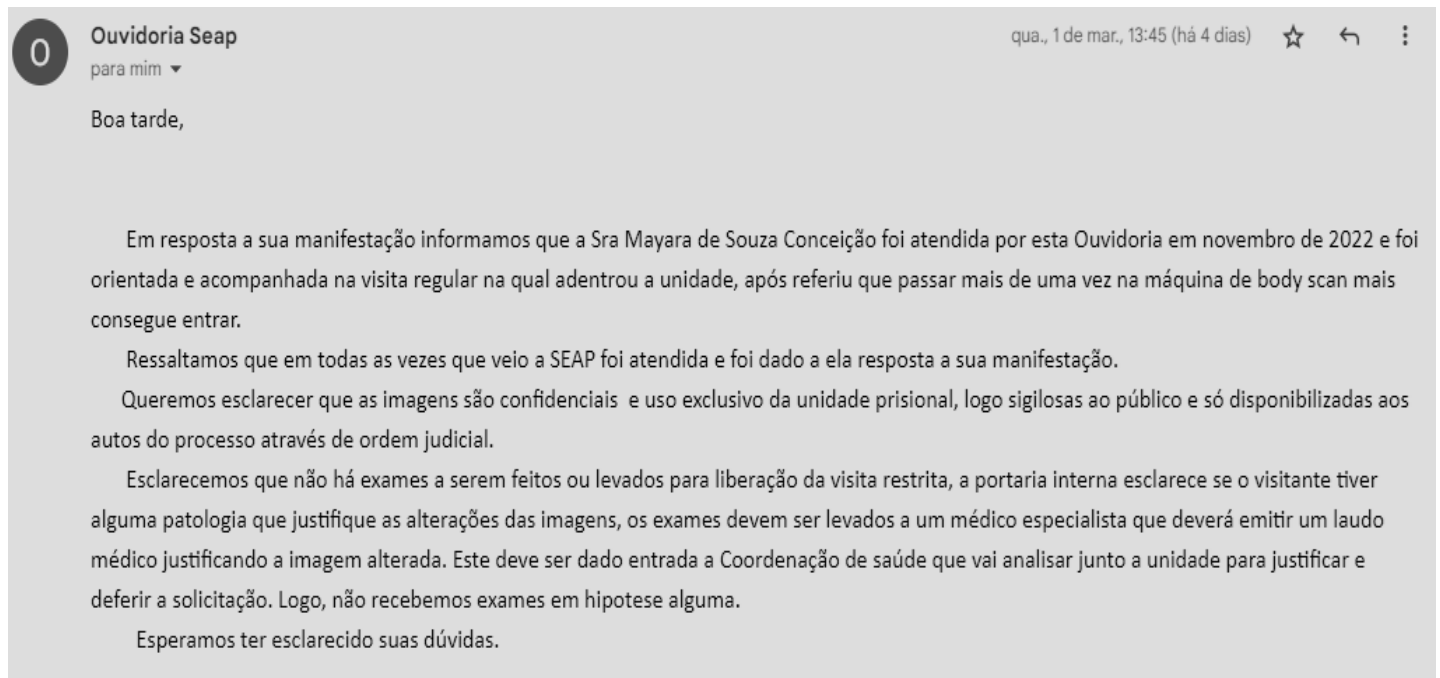 O
Ouvidoria Seap
qua., 1 de mar., 13:45 (há 4 dias)
para mim
Boa tarde,
Em resposta a sua manifestação informamos que a Sra Mayara de Souza Conceição foi atendida por esta Ouvidoria em novembro de 2022 e foi
orientada e acompanhada na visita regular na qual adentrou a unidade, após referiu que passar mais de uma vez na máquina de body scan mais
consegue entrar.
Ressaltamos que em todas as vezes que veio a SEAP foi atendida e foi dado a ela resposta a sua manifestação.
Queremos esclarecer que as imagens são confidenciais e uso exclusivo da unidade prisional, logo sigilosas ao público e só disponibilizadas aos
autos do processo através de ordem judicial.
Esclarecemos que não há exames a serem feitos ou levados para liberação da visita restrita, a portaria interna esclarece se o visitante tiver
alguma patologia que justifique as alterações das imagens, os exames devem ser levados a um médico especialista que deverá emitir um laudo
médico justificando a imagem alterada. Este deve ser dado entrada a Coordenação de saúde que vai analisar junto a unidade para justificar e
deferir a solicitação. Logo, não recebemos exames em hipotese alguma.
Esperamos ter esclarecido suas dúvidas.